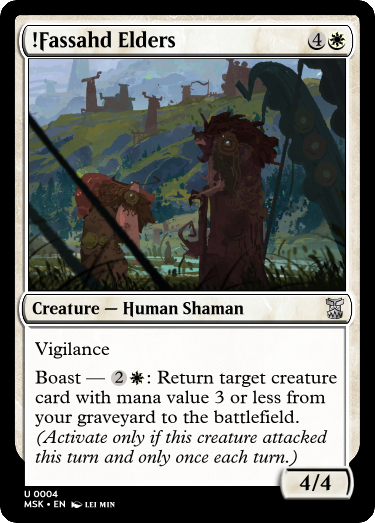 !Fassahd Elders 4
Creature — Human Shaman
Vigilance
Boast — 2: Return target creature
card with mana value 3 or less from
your graveyard to the battlefield.
(Activate only if this creature attacked
this turn and only once each turn.)
4/4
U 0004
MSK • EN LEI MIN